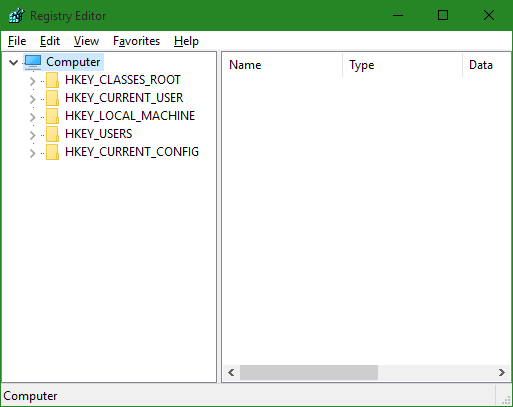 Registry Editor
File Edit View Favorites Help
Computer
HKEY_CLASSES_ROOT
HKEY_CURRENT_USER
HKEY_LOCAL_MACHINE
HKEY_USERS
HKEY_CURRENT_CONFIG
Name Type Data
Computer